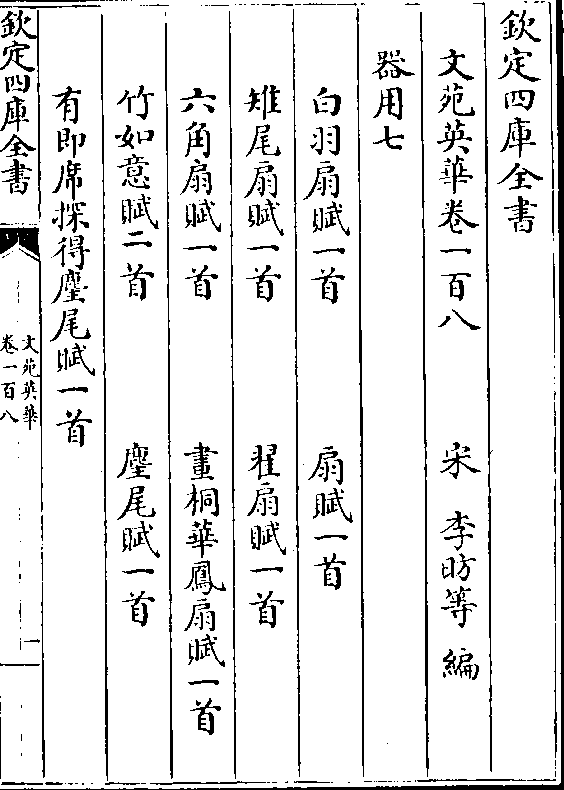 欽定四庫全書
文苑英華卷一百八
宋 李昉等 編
器用七
白羽扇賦一首 扇賦一首
雉尾扇賦一首 翟扇賦一首
六角扇賦一首 畫桐華鳳扇賦一首
竹如意賦二首 麈尾賦一首
有即席探得麈尾賦一首
欽定四庫全書
文苑英華
卷一百八
一